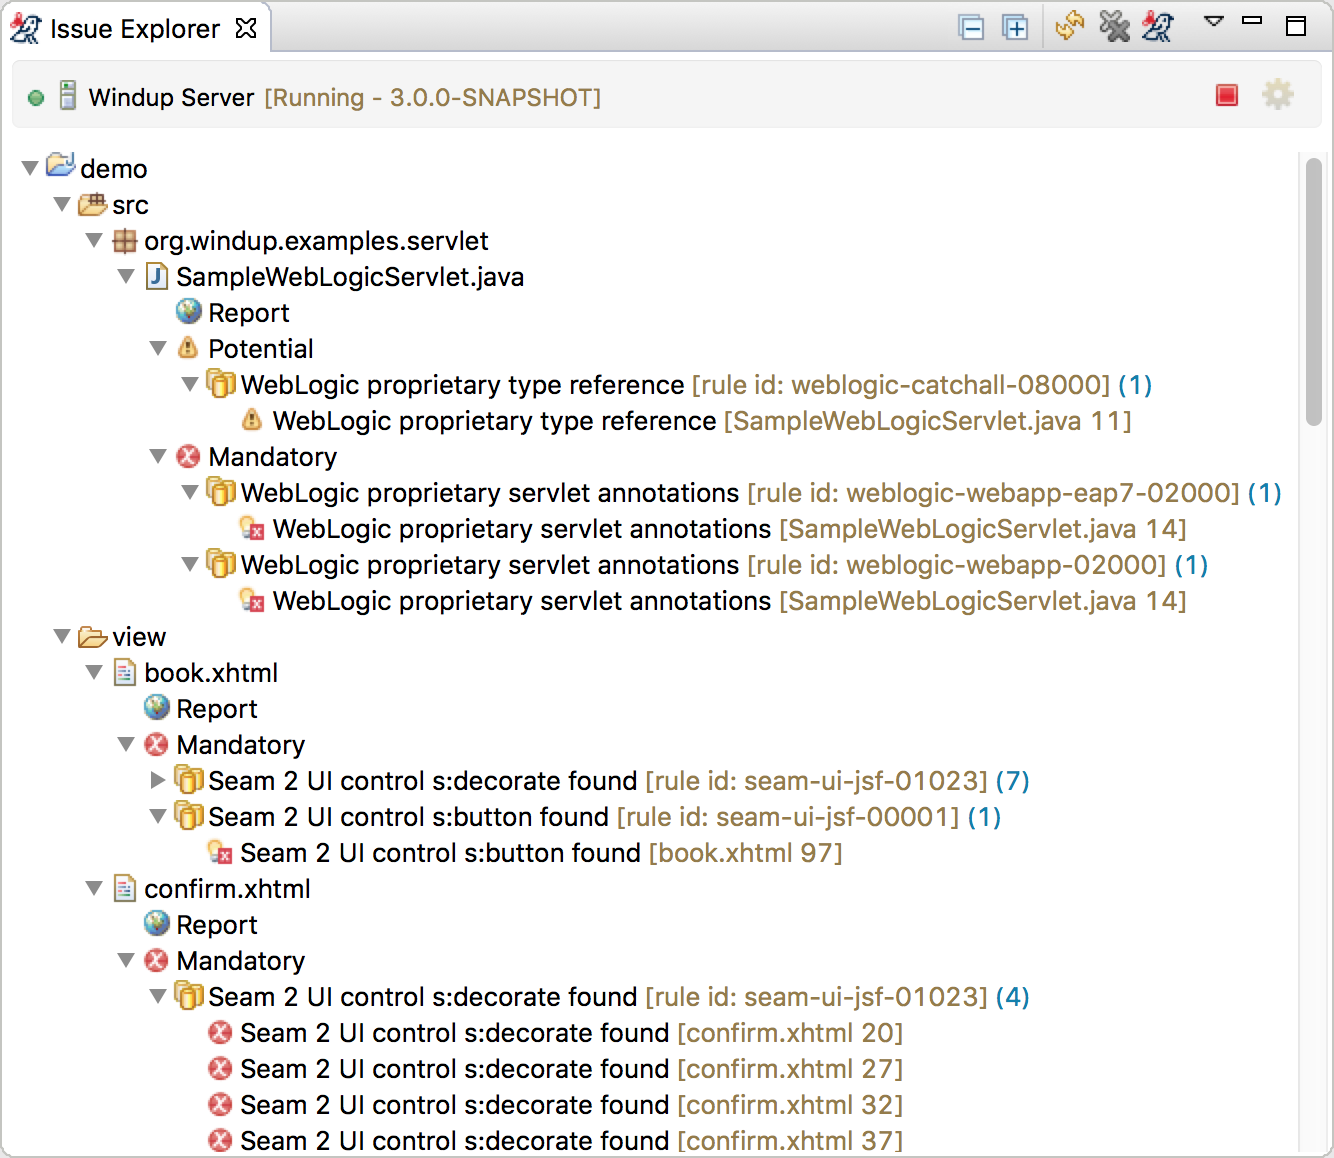 Issue Explorer
Windup Server [Running - 3.0.0-SNAPSHOT]
demo
src
org.windup.examples.servlet
SampleWebLogicServlet.java
Report
Potential
WebLogic proprietary type reference [rule id: weblogic-catchall-08000] (1)
WebLogic proprietary type reference [SampleWebLogicServlet.java 11]
Mandatory
WebLogic proprietary servlet annotations [rule id: weblogic-webapp-eap7-02000] (1)
WebLogic proprietary servlet annotations [SampleWebLogicServlet.java 14]
WebLogic proprietary servlet annotations [rule id: weblogic-webapp-02000] (1)
WebLogic proprietary servlet annotations [SampleWebLogicServlet.java 14]
view
book.xhtml
Report
Mandatory
Seam 2 UI control s:decorate found [rule id: seam-ui-jsf-01023] (7)
Seam 2 UI control s:button found [rule id: seam-ui-jsf-00001] (1)
Seam 2 UI control s:button found [book.xhtml 97]
confirm.xhtml
Report
Mandatory
Seam 2 UI control s:decorate found [rule id: seam-ui-jsf-01023] (4)
Seam 2 UI control s:decorate found [confirm.xhtml 20]
Seam 2 UI control s:decorate found [confirm.xhtml 27]
Seam 2 UI control s:decorate found [confirm.xhtml 32]
Seam 2 UI control s:decorate found [confirm.xhtml 37]